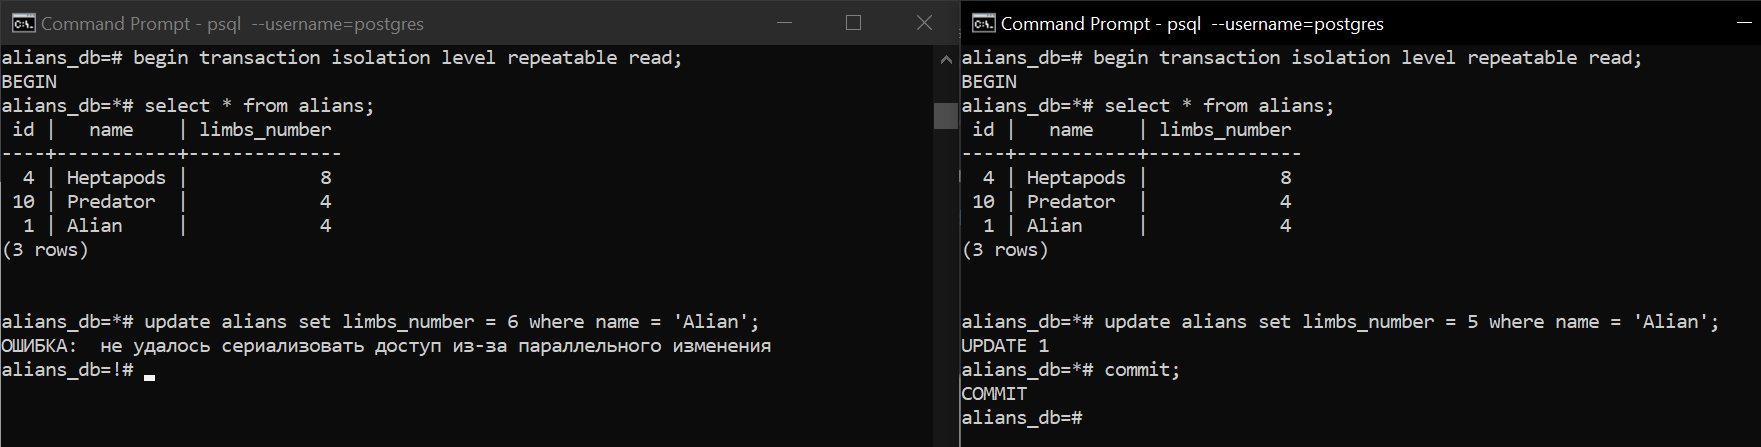 Command Prompt - psql  --username=postgres
alians_db=# begin transaction isolation level repeatable read;
BEGIN
alians_db=*# select * from alians;
 id |   name    | limbs_number
----+-----------+--------------
  4 | Heptapods |            8
 10 | Predator  |            4
  1 | Alian     |            4
(3 rows)
alians_db=*# update alians set limbs_number = 6 where name = 'Alian';
ОШИБКА:  не удалось сериализовать доступ из-за параллельного изменения
alians_db=!#
Command Prompt - psql  --username=postgres
alians_db=# begin transaction isolation level repeatable read;
BEGIN
alians_db=*# select * from alians;
 id |   name    | limbs_number
----+-----------+--------------
  4 | Heptapods |            8
 10 | Predator  |            4
  1 | Alian     |            4
(3 rows)
alians_db=*# update alians set limbs_number = 5 where name = 'Alian';
UPDATE 1
alians_db=*# commit;
COMMIT
alians_db=#